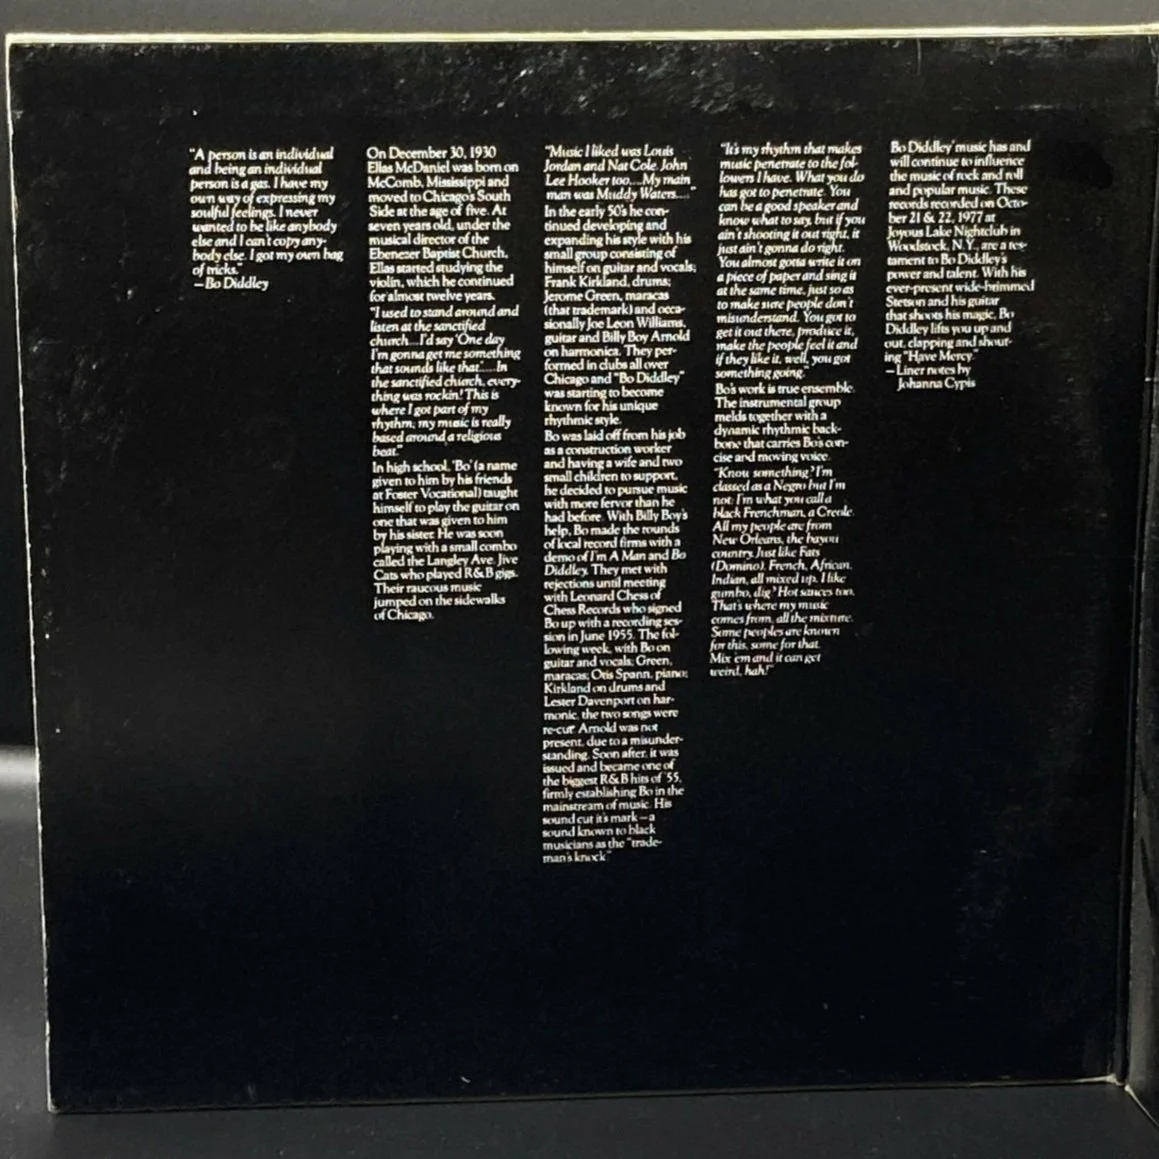 "A person is an individual
and being an individual
person is a gas. I have my
own way of expressing my
soulful feelings. I never
wanted to be like anybody
else and I can't copy any-
body else. I got my own bag
of tricks."
—Bo Diddley
On December 30, 1930
Ellas McDaniel was born on
McComb, Mississippi and
moved to Chicago's South
Side at the age of five. At
seven years old, under the
musical director of the
Ebenezer Baptist Church,
Ellas started studying the
violin, which he continued
for almost twelve years.
"I used to stand around and
listen at the sanctified
church....I'd say 'One day
I'm gonna get me something
that sounds like that'.....In
the sanctified church, every-
thing was rockin! This is
where I got part of my
rhythm; my music is really
based around a religious
beat."
In high school, 'Bo' (a name
given to him by his friends
at Foster Vocational) taught
himself to play the guitar on
one that was given to him
by his sister. He was soon
playing with a small combo
called the Langley Ave. Jive
Cats who played R&B gigs.
Their raucous music
jumped on the sidewalks
of Chicago.
"Music I liked was Louis
Jordan and Nat Cole. John
Lee Hooker too....My main
man was Muddy Waters...."
In the early 50's he con-
tinued developing and
expanding his style with his
small group consisting of
himself on guitar and vocals;
Frank Kirkland, drums;
Jerome Green, maracas
(that trademark) and occa-
sionally Joe Leon Williams,
guitar and Billy Boy Arnold
on harmonica. They per-
formed in clubs all over
Chicago and "Bo Diddley"
was starting to become
known for his unique
rhythmic style.
Bo was laid off from his job
as a construction worker
and having a wife and two
small children to support,
he decided to pursue music
with more fervor than he
had before. With Billy Boy's
help, Bo made the rounds
of local record firms with a
demo of I'm A Man and Bo
Diddley. They met with
rejections until meeting
with Leonard Chess of
Chess Records who signed
Bo up with a recording ses-
sion in June 1955. The fol-
lowing week, with Bo on
guitar and vocals; Green,
maracas; Otis Spann, piano;
Kirkland on drums and
Lester Davenport on har-
monic, the two songs were
re-cut. Arnold was not
present, due to a misunder-
standing. Soon after, it was
issued and became one of
the biggest R&B hits of '55,
firmly establishing Bo in the
mainstream of music. His
sound cut it's mark—a
sound known to black
musicians as the "trade-
man's knock"
"It's my rhythm that makes
music penetrate to the fol-
lowers I have. What you do
has got to penetrate. You
can be a good speaker and
know what to say, but if you
ain't shooting it out right, it
just ain't gonna do right.
You almost gotta write it on
a piece of paper and sing it
at the same time, just so as
to make sure people don't
misunderstand. You got to
get it out there, produce it,
make the people feel it and
if they like it, well, you got
something going."
Bo's work is true ensemble.
The instrumental group
melds together with a
dynamic rhythmic back-
bone that carries Bo's con-
cise and moving voice.
"Know something? I'm
classed as a Negro but I'm
not; I'm what you call a
black Frenchman, a Creole.
All my people are from
New Orleans, the bayou
country. Just like Fats
(Domino). French, African,
Indian, all mixed up. I like
gumbo, dig? Hot sauces too.
That's where my music
comes from, all the mixture.
Some peoples are known
for this, some for that.
Mix 'em and it can get
weird, hah!"
Bo Diddley' music has and
will continue to influence
the music of rock and roll
and popular music. These
records recorded on Octo-
ber 21 & 22, 1977 at
Joyous Lake Nightclub in
Woodstock, N.Y., are a tes-
tament to Bo Diddley's
power and talent. With his
ever-present wide-brimmed
Stetson and his guitar
that shoots his magic, Bo
Diddley lifts you up and
out, clapping and shout-
ing "Have Mercy."
—Liner notes by
Johanna Cypis